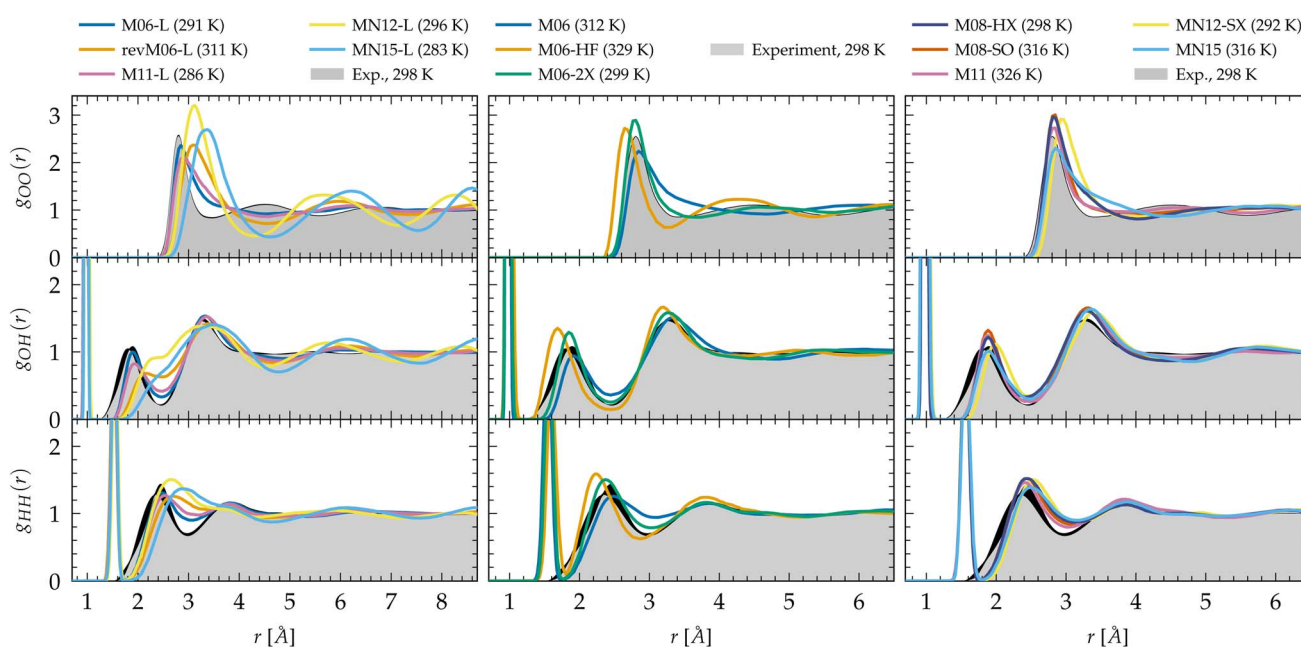 M06-L (291 K)
revM06-L (311 K)
M11-L (286 K)
MN12-L (296 K)
MN15-L (283 K)
Exp., 298 K
M06 (312 K)
M06-HF (329 K)
M06-2X (299 K)
Experiment, 298 K
M08-HX (298 K)
M08-SO (316 K)
M11 (326 K)
MN12-SX (292 K)
MN15 (316 K)
Exp., 298 K
gOO(r)
3
2
1
0
gOH(r)
2
1
0
gHH(r)
2
1
0
1 2 3 4 5 6 7 8
1 2 3 4 5 6
1 2 3 4 5 6
r [Å]
r [Å]
r [Å]